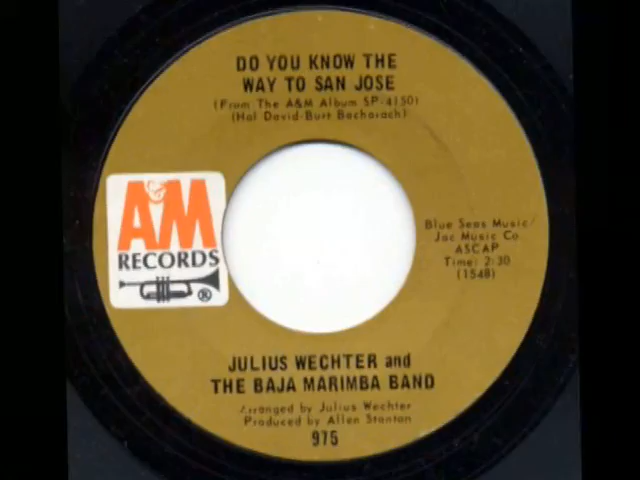 DO YOU KNOW THE
WAY TO SAN JOSE
(From The A&M Album SP-4150)
(Hal David-Burt Bacharach)
A&M
RECORDS
®
Blue Seas Music/
Jac Music Co
ASCAP
Time: 2:30
(1548)
JULIUS WECHTER and
THE BAJA MARIMBA BAND
Arranged by Julius Wechter
Produced by Allen Stanton
975